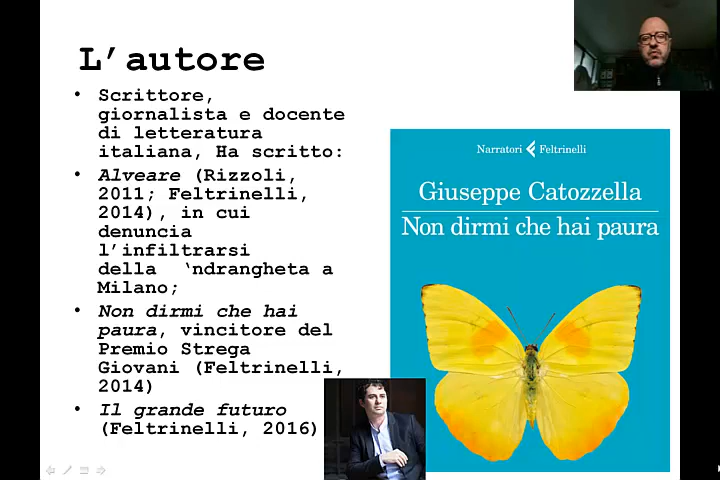 L’autore
• Scrittore,
giornalista e docente
di letteratura
italiana, Ha scritto:
• Alveare (Rizzoli,
2011; Feltrinelli,
2014), in cui
denuncia
l’infiltrarsi
della ‘ndrangheta a
Milano;
• Non dirmi che hai
paura, vincitore del
Premio Strega
Giovani (Feltrinelli,
2014)
• Il grande futuro
(Feltrinelli, 2016)
Narratori Feltrinelli
Giuseppe Catozzella
Non dirmi che hai paura